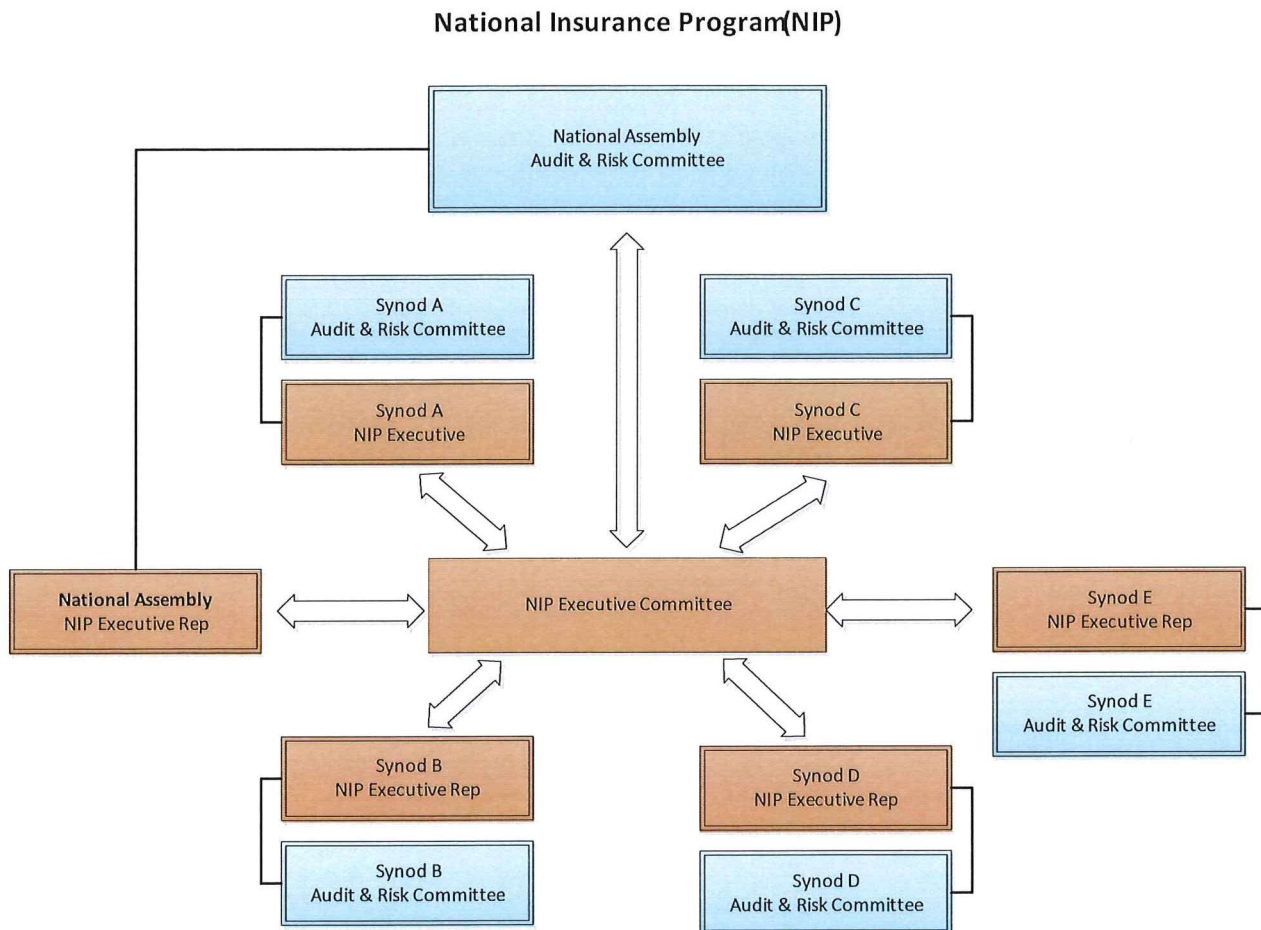 National Insurance Program(NIP)
National Assembly
Audit & Risk Committee
Synod A
Audit & Risk Committee
Synod C
Audit & Risk Committee
Synod A
NIP Executive
Synod C
NIP Executive
National Assembly
NIP Executive Rep
NIP Executive Committee
Synod E
NIP Executive Rep
Synod E
Audit & Risk Committee
Synod B
NIP Executive Rep
Synod D
NIP Executive Rep
Synod B
Audit & Risk Committee
Synod D
Audit & Risk Committee